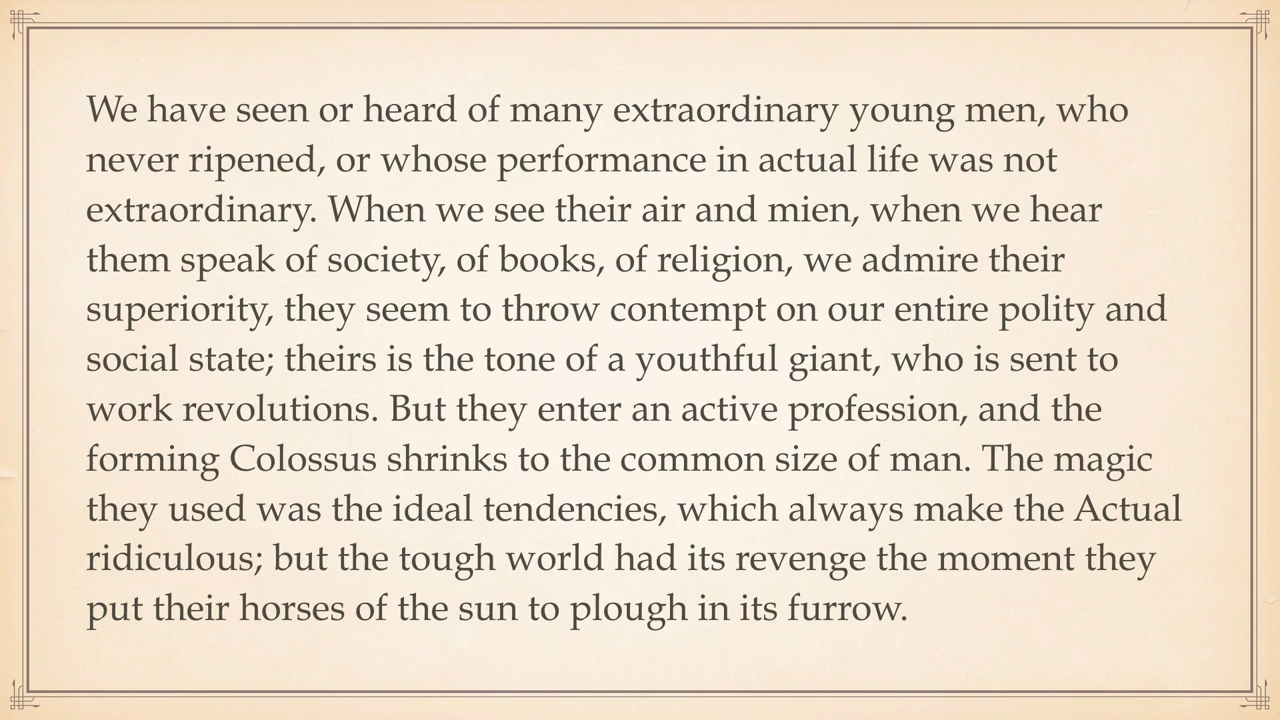 We have seen or heard of many extraordinary young men, who
never ripened, or whose performance in actual life was not
extraordinary. When we see their air and mien, when we hear
them speak of society, of books, of religion, we admire their
superiority, they seem to throw contempt on our entire polity and
social state; theirs is the tone of a youthful giant, who is sent to
work revolutions. But they enter an active profession, and the
forming Colossus shrinks to the common size of man. The magic
they used was the ideal tendencies, which always make the Actual
ridiculous; but the tough world had its revenge the moment they
put their horses of the sun to plough in its furrow.